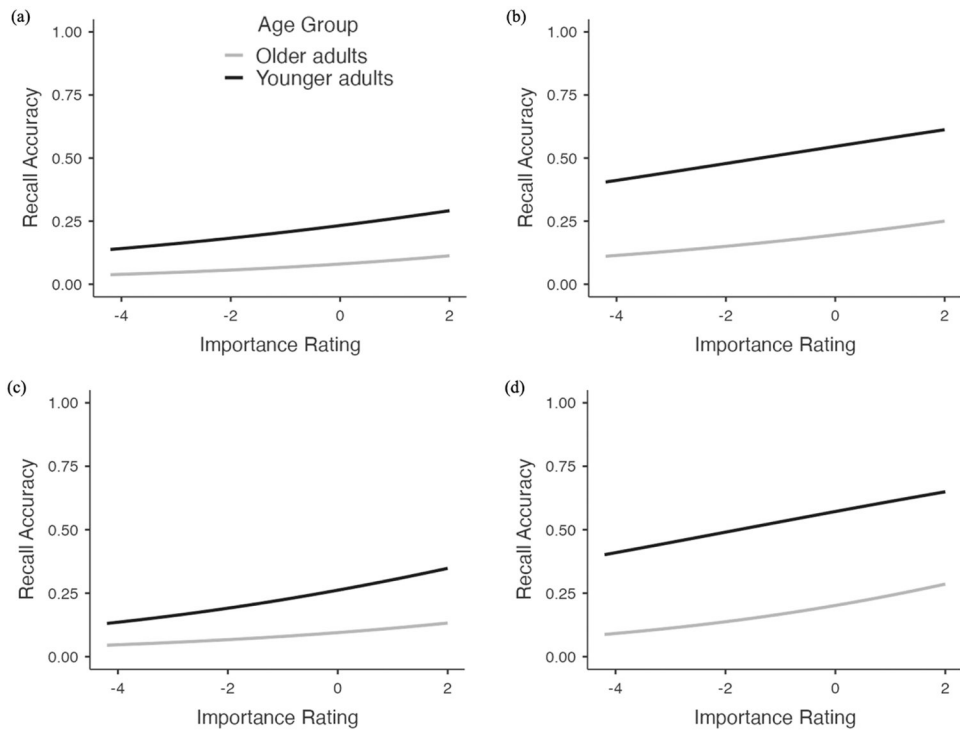 (a)
Age Group
Older adults
Younger adults
1.00
0.75
0.50
0.25
0.00
Recall Accuracy
-4 -2 0 2
Importance Rating
(b)
1.00
0.75
0.50
0.25
0.00
Recall Accuracy
-4 -2 0 2
Importance Rating
(c)
1.00
0.75
0.50
0.25
0.00
Recall Accuracy
-4 -2 0 2
Importance Rating
(d)
1.00
0.75
0.50
0.25
0.00
Recall Accuracy
-4 -2 0 2
Importance Rating